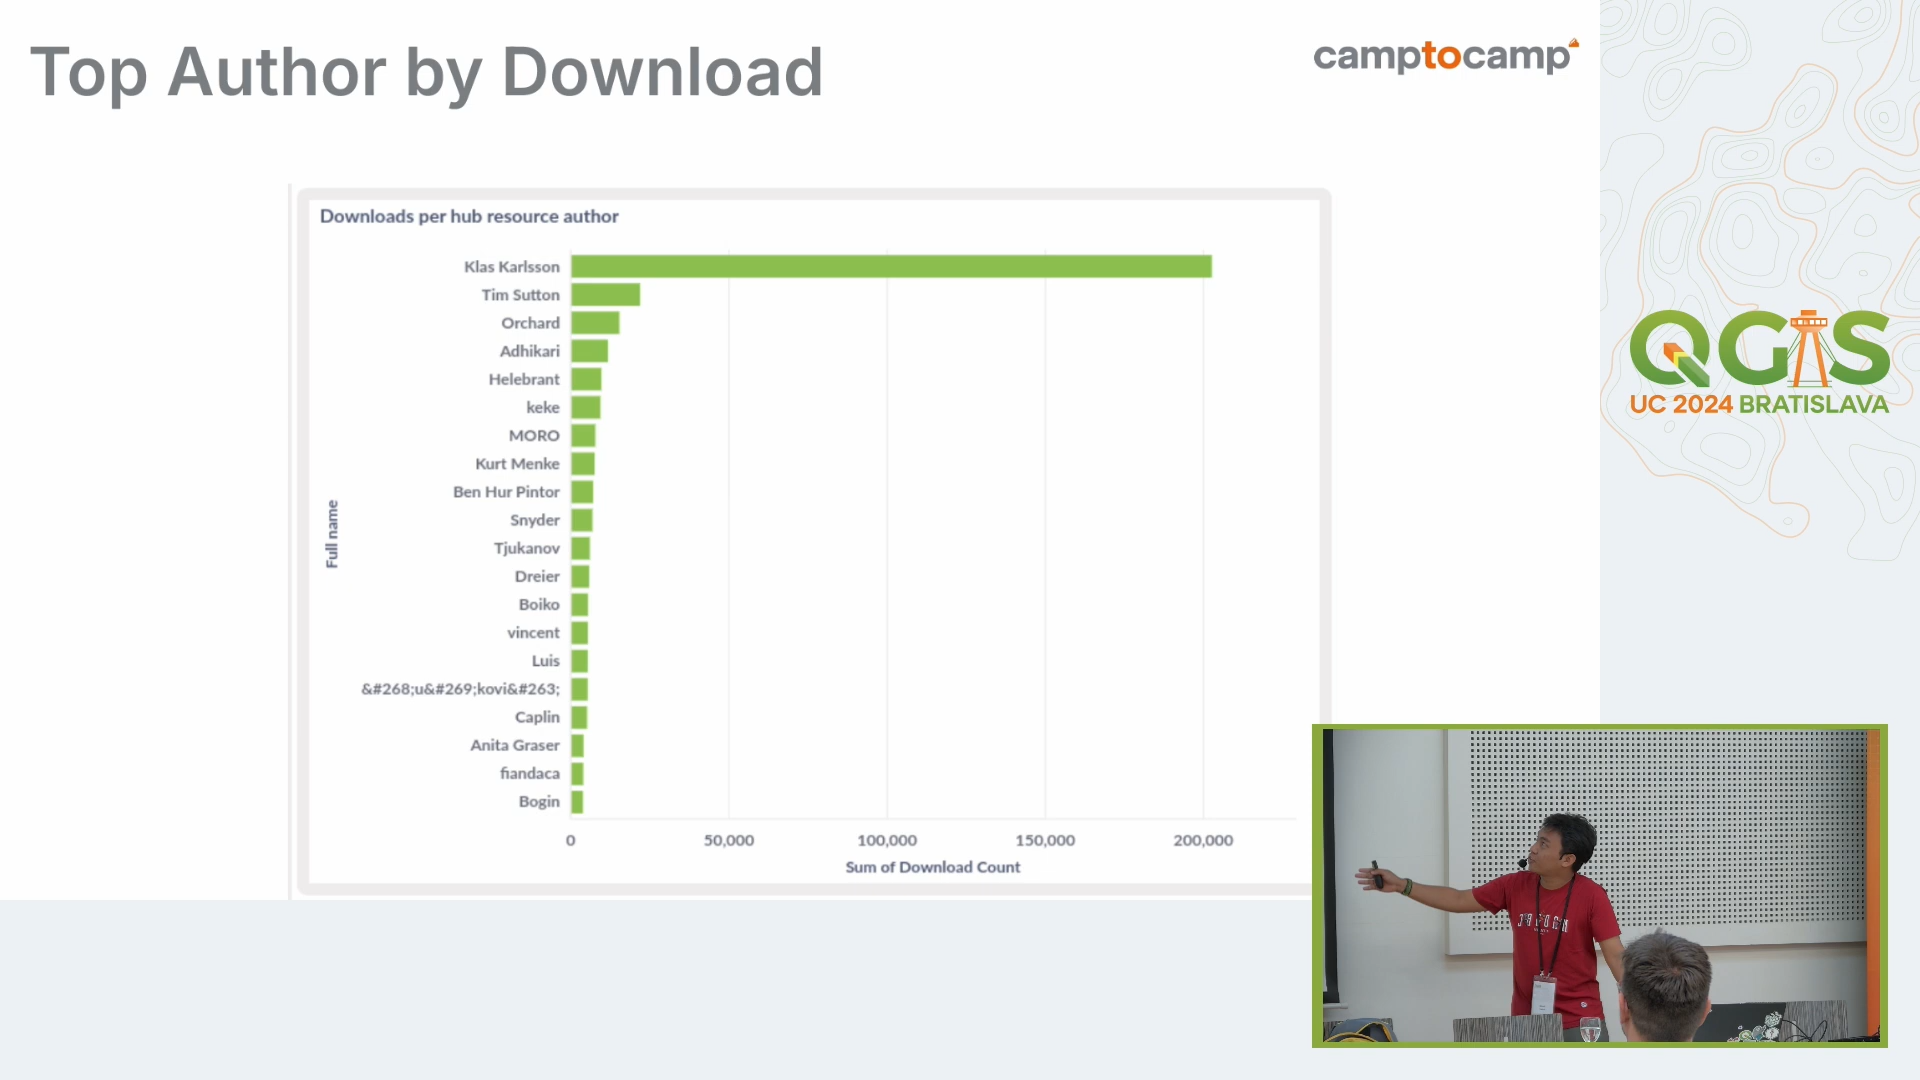 Top Author by Download
camptocamp
Downloads per hub resource author
Klas Karlsson
Tim Sutton
Orchard
Adhikari
Helebrant
keke
MORO
Kurt Menke
Ben Hur Pintor
Snyder
Tjukanov
Dreier
Boiko
vincent
Luis
&#268;u&#269;kovi&#263;
Caplin
Anita Graser
fiandaca
Bogin
Full name
0 50,000 100,000 150,000 200,000
Sum of Download Count
QGIS
UC 2024 BRATISLAVA